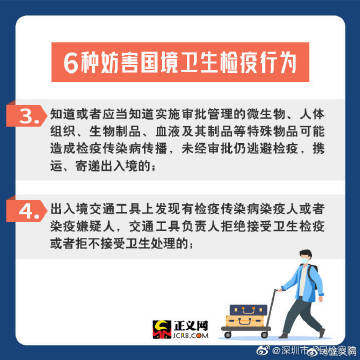 6种妨害国境卫生检疫行为
3.
知道或者应当知道实施审批管理的微生物、人体
组织、生物制品、血液及其制品等特殊物品可能
造成检疫传染病传播，未经审批仍逃避检疫，携
运、寄递出入境的；
4.
出入境交通工具上发现有检疫传染病染疫人或者
染疫嫌疑人，交通工具负责人拒绝接受卫生检疫
或者拒不接受卫生处理的；
正义网
JCRB.COM